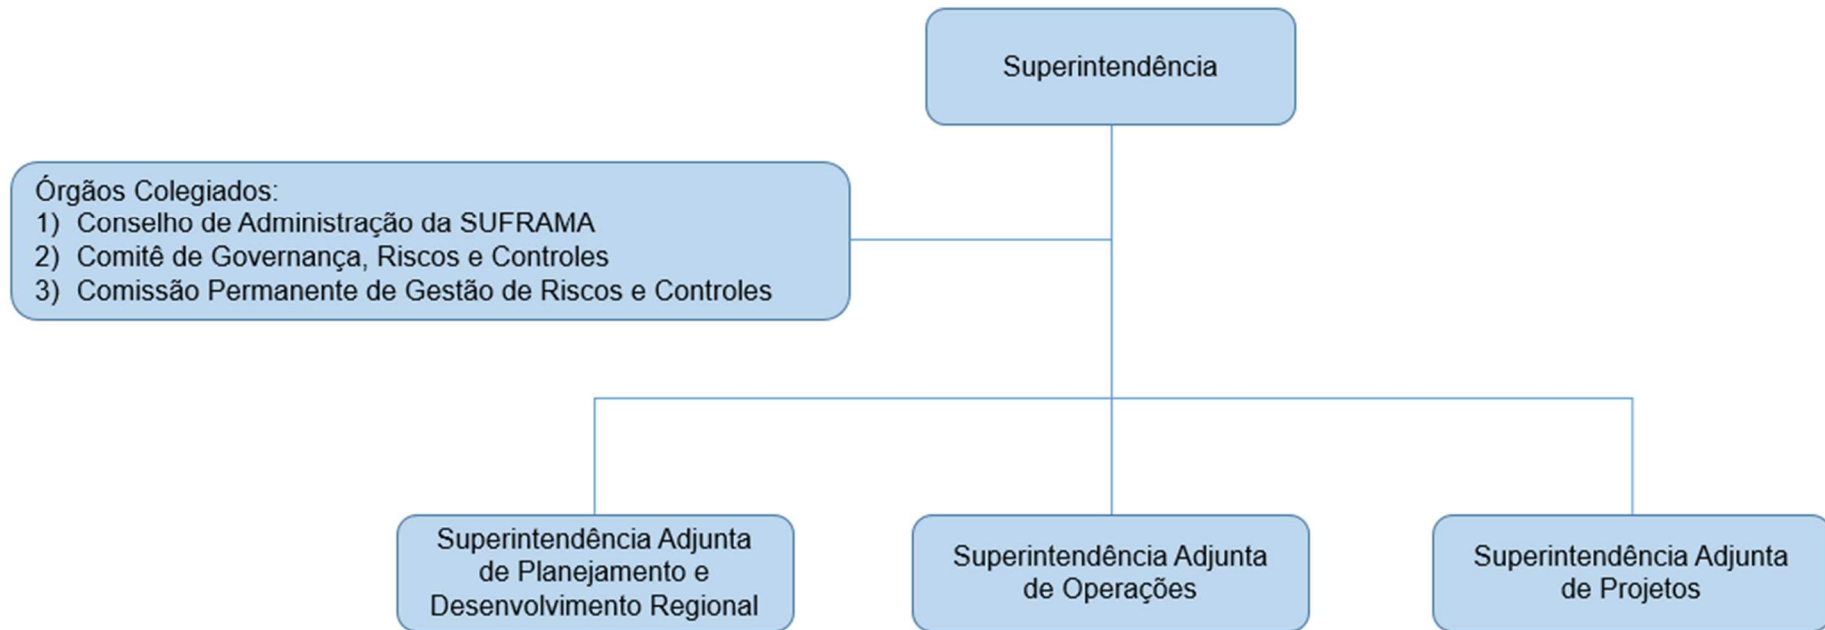 Superintendência
Órgãos Colegiados:
1) Conselho de Administração da SUFRAMA
2) Comitê de Governança, Riscos e Controles
3) Comissão Permanente de Gestão de Riscos e Controles
Superintendência Adjunta
de Planejamento e
Desenvolvimento Regional
Superintendência Adjunta
de Operações
Superintendência Adjunta
de Projetos